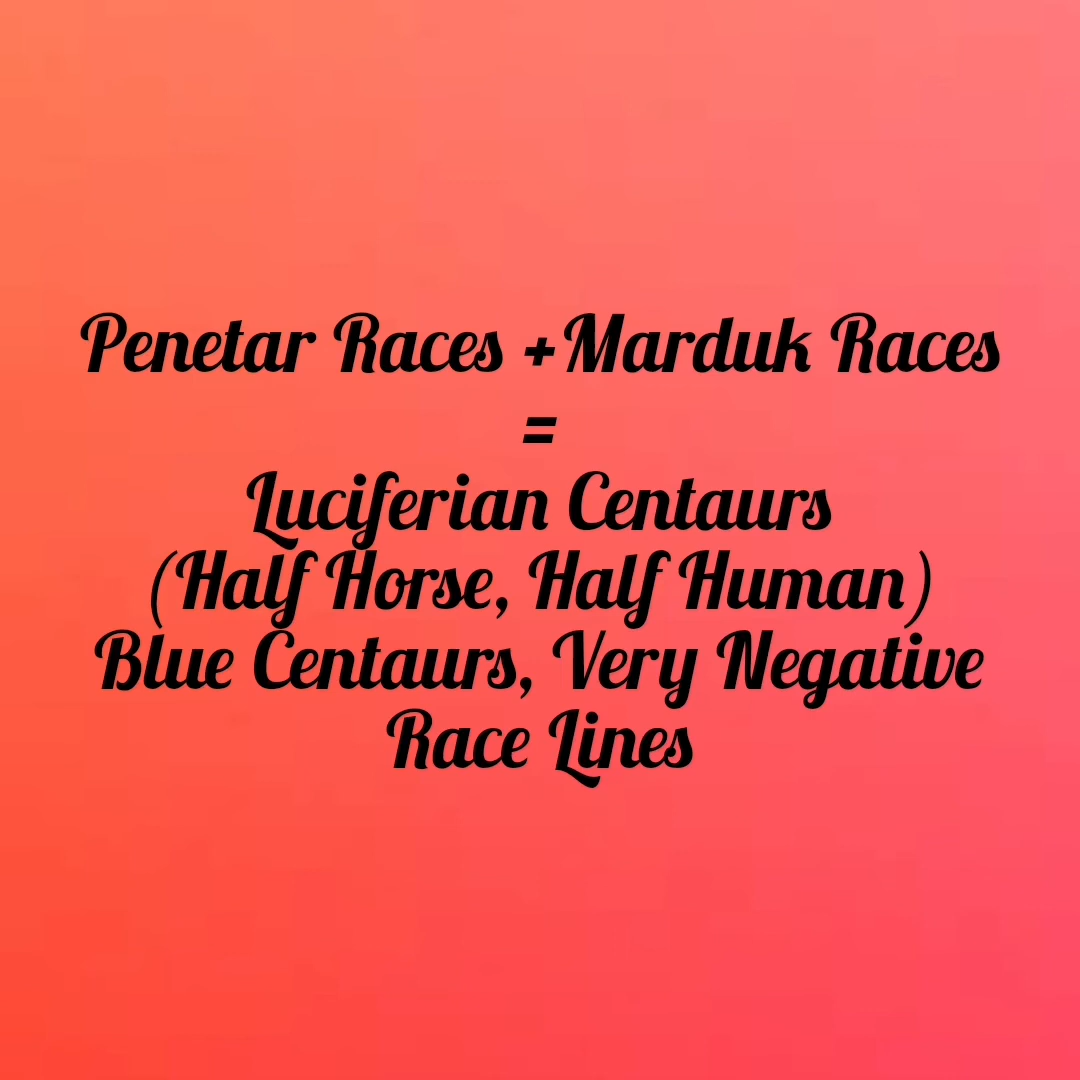 Penetar Races +Marduk Races
=
Luciferian Centaurs
(Half Horse, Half Human)
Blue Centaurs, Very Negative
Race Lines